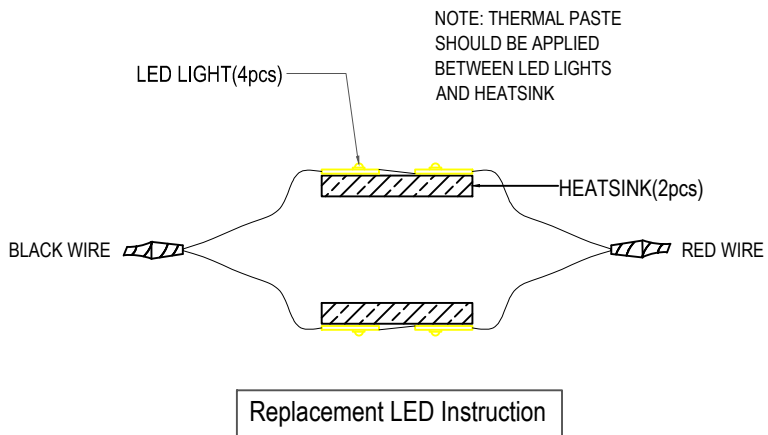 NOTE: THERMAL PASTE
SHOULD BE APPLIED
BETWEEN LED LIGHTS
AND HEATSINK
LED LIGHT(4pcs)
HEATSINK(2pcs)
BLACK WIRE
RED WIRE
Replacement LED Instruction